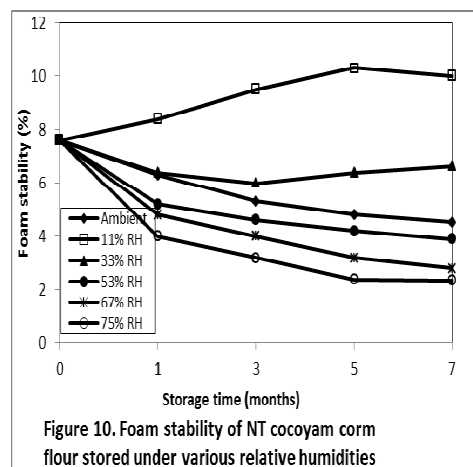 12
10
8
6
4
2
0
Foam stability (%)
Ambient
11% RH
33% RH
53% RH
67% RH
75% RH
0 1 3 5 7
Storage time (months)
Figure 10. Foam stability of NT cocoyam corm
flour stored under various relative humidities